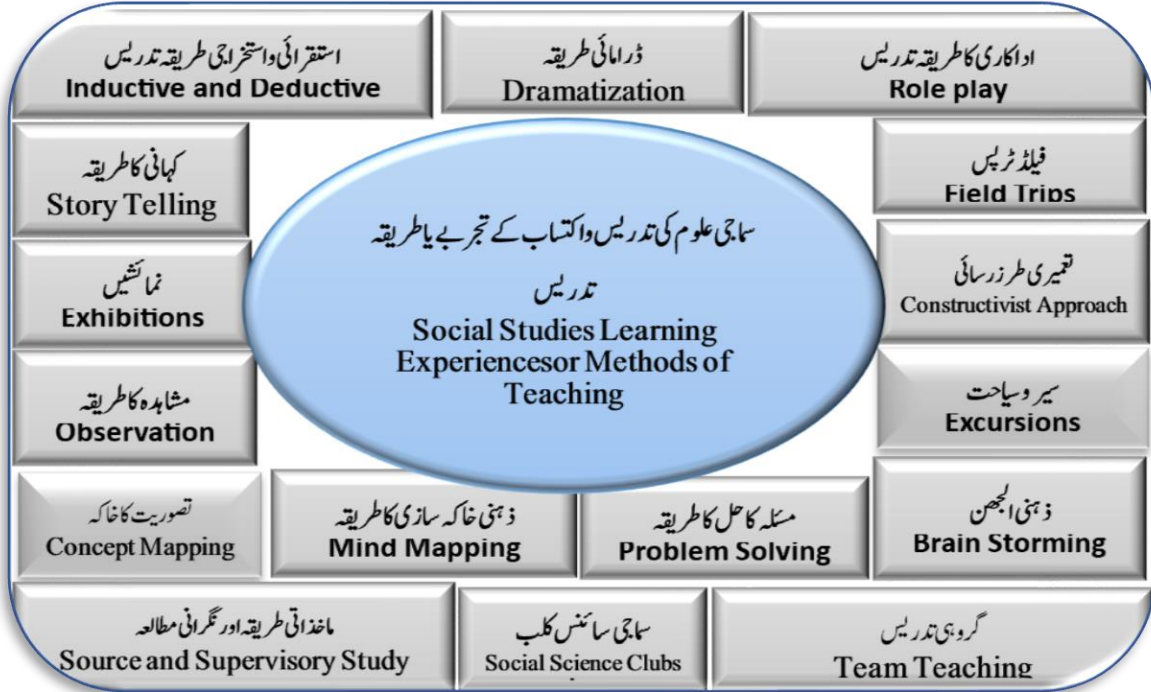 استقرائی و استخراجی طریقہ تدریس
Inductive and Deductive
ڈرامائی طریقہ
Dramatization
اداکاری کا طریقہ تدریس
Role play
کہانی کا طریقہ
Story Telling
فیلڈ ٹرپس
Field Trips
سماجی علوم کی تدریس و اکتساب کے تجربے یا طریقہ
تدریس
Social Studies Learning
Experiencesor Methods of
Teaching
نمائشیں
Exhibitions
تعمیری طرز رسائی
Constructivist Approach
مشاہدہ کا طریقہ
Observation
سیر و سیاحت
Excursions
تصوریت کا خاکہ
Concept Mapping
ذہنی خاکہ سازی کا طریقہ
Mind Mapping
مسئلہ کا حل کا طریقہ
Problem Solving
ذہنی الجھن
Brain Storming
ماخذاتی طریقہ اور نگرانی مطالعہ
Source and Supervisory Study
سماجی سائنس کلب
Social Science Clubs
گروہی تدریس
Team Teaching